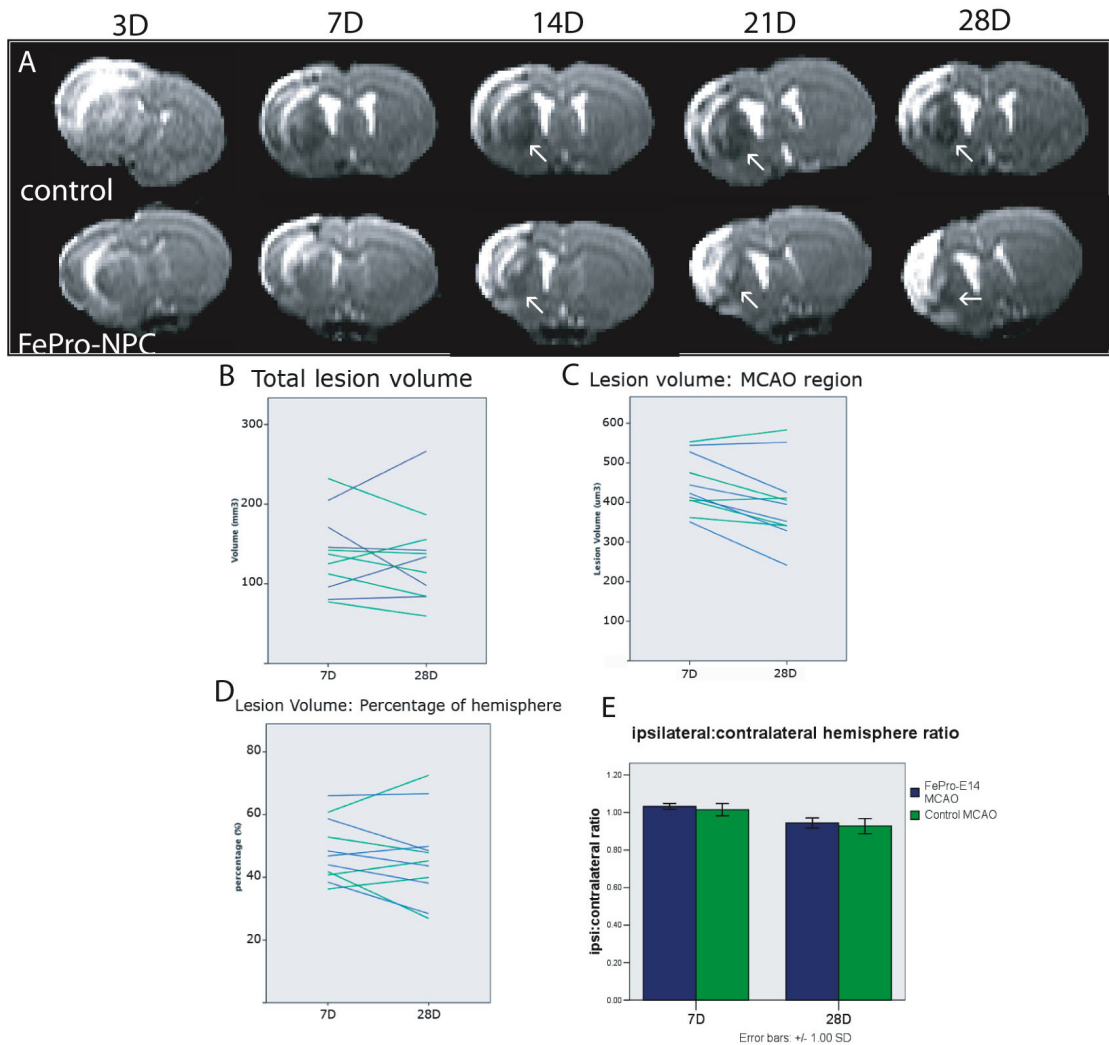 3D 7D 14D 21D 28D
A
control
FePro-NPC
B Total lesion volume
300
200
100
Volume (mm3)
7D 28D
C Lesion volume: MCAO region
600
500
400
300
200
100
Lesion Volume (um3)
7D 28D
D Lesion Volume: Percentage of hemisphere
80
60
40
20
percentage (%)
7D 28D
E
ipsilateral:contralateral hemisphere ratio
1.20
1.00
0.80
0.60
0.40
0.20
0.00
ipsi:contralateral ratio
7D 28D
FePro-E14
MCAO
Control MCAO
Error bars: +/- 1.00 SD